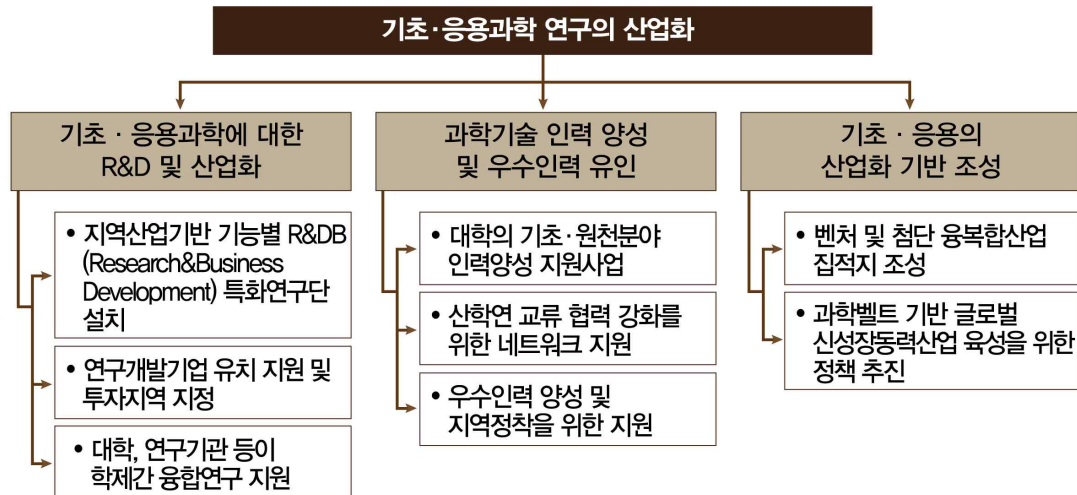 기초·응용과학 연구의 산업화
기초 · 응용과학에 대한
R&D 및 산업화
• 지역산업기반 기능별 R&DB
(Research&Business
Development) 특화연구단
설치
• 연구개발기업 유치 지원 및
투자지역 지정
• 대학, 연구기관 등이
학제간 융합연구 지원
과학기술 인력 양성
및 우수인력 유인
• 대학의 기초·원천분야
인력양성 지원사업
• 산학연 교류 협력 강화를
위한 네트워크 지원
• 우수인력 양성 및
지역정착을 위한 지원
기초 · 응용의
산업화 기반 조성
• 벤처 및 첨단 융복합산업
집적지 조성
• 과학벨트 기반 글로벌
신성장동력산업 육성을 위한
정책 추진